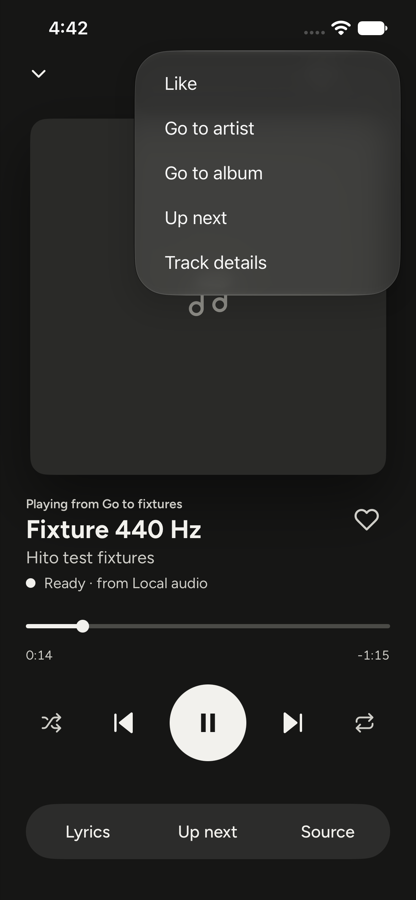 4:42
Like
Go to artist
Go to album
Up next
Track details
Playing from Go to fixtures
Fixture 440 Hz
Hito test fixtures
Ready · from Local audio
0:14 -1:15
Lyrics Up next Source